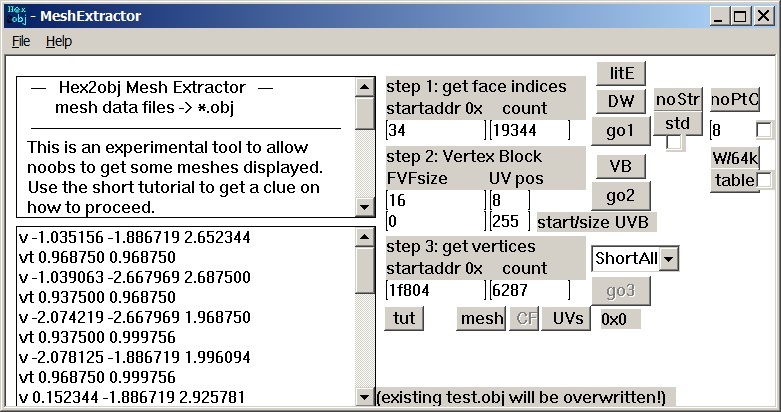 Hex
obj - MeshExtractor
File Help
— Hex2obj Mesh Extractor —
mesh data files -> *.obj
This is an experimental tool to allow
noobs to get some meshes displayed.
Use the short tutorial to get a clue on
how to proceed.
v -1.035156 -1.886719 2.652344
vt 0.968750 0.968750
v -1.039063 -2.667969 2.687500
vt 0.937500 0.968750
v -2.074219 -2.667969 1.968750
vt 0.937500 0.999756
v -2.078125 -1.886719 1.996094
vt 0.968750 0.999756
v 0.152344 -1.886719 2.925781
step 1: get face indices
startaddr 0x count
34 19344
step 2: Vertex Block
FVFsize UV pos
16 8
0 255 start/size UVB
step 3: get vertices
startaddr 0x count
1f804 6287
tut mesh CF UVs 0x0
(existing test.obj will be overwritten!)
litE
DW
go1
VB
go2
ShortAll
go3
noStr
std
noPtC
8
W/64k
table